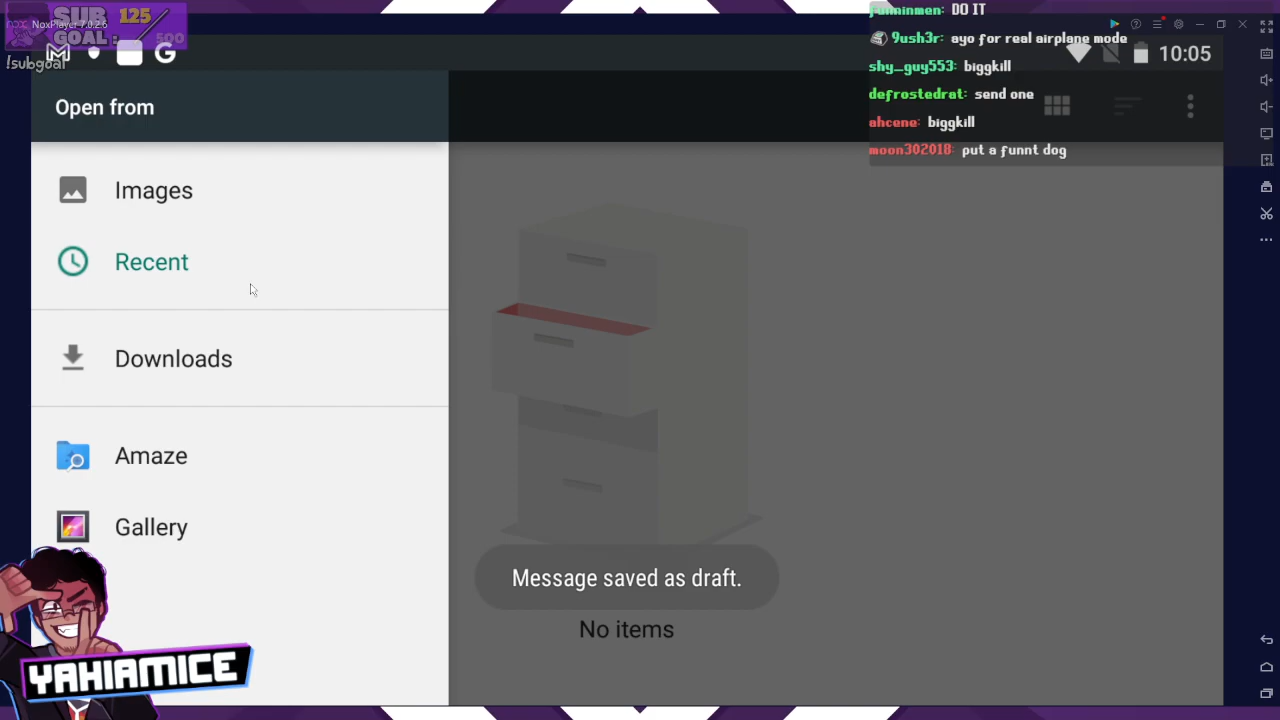 SUB
GOAL :
125
500
NoxPlayer 7.0.2.6
!subgoal
10:05
funninmen: DO IT
9ush3r: ayo for real airplane mode
shy_guy553: biggkill
defrostedrat: send one
ahcene: biggkill
moon302018: put a funnt dog
Open from
Images
Recent
Downloads
Amaze
Gallery
Message saved as draft.
No items
YAHIAMICE